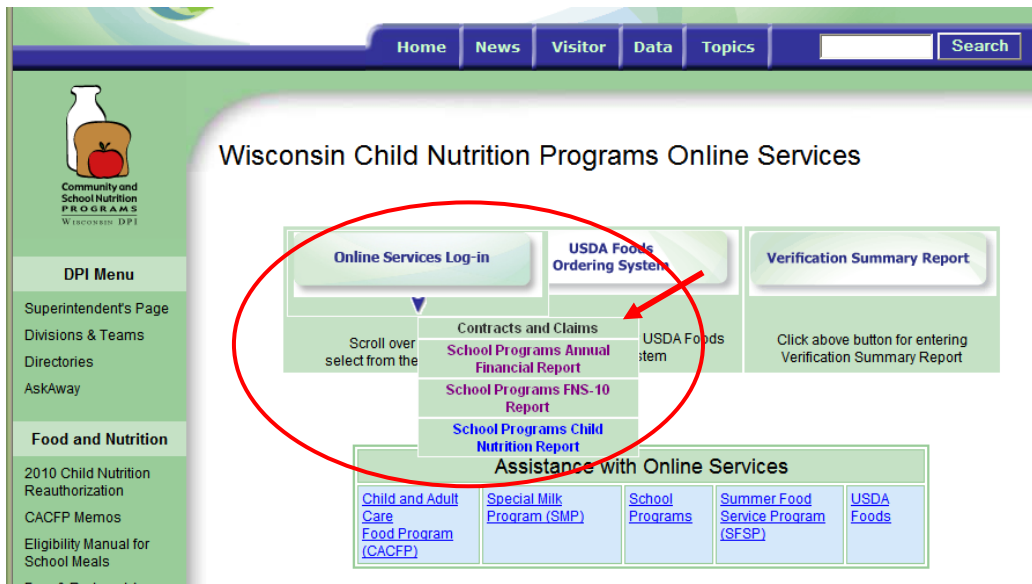 Home News Visitor Data Topics Search
Community and
School Nutrition
PROGRAMS
WISCONSIN DPI
DPI Menu
Superintendent's Page
Divisions & Teams
Directories
AskAway
Food and Nutrition
2010 Child Nutrition
Reauthorization
CACFP Memos
Eligibility Manual for
School Meals
Wisconsin Child Nutrition Programs Online Services
Online Services Log-in
Scroll over
select from the
Contracts and Claims
School Programs Annual
Financial Report
School Programs FNS-10
Report
School Programs Child
Nutrition Report
USDA Foods
Ordering System
USDA Foods
stem
Verification Summary Report
Click above button for entering
Verification Summary Report
Assistance with Online Services
Child and Adult
Care
Food Program
(CACFP)
Special Milk
Program (SMP)
School
Programs
Summer Food
Service Program
(SFSP)
USDA
Foods